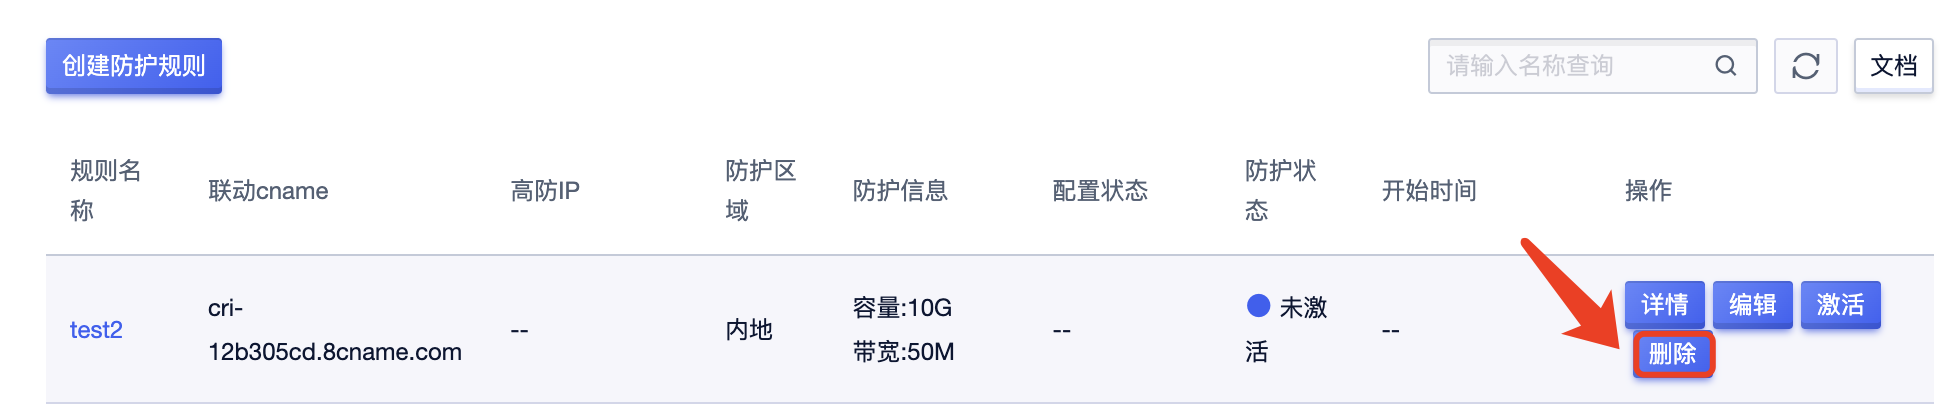 创建防护规则
请输入名称查询
文档
规则名
称
联动cname
高防IP
防护区
域
防护信息
配置状态
防护状
态
开始时间
操作
test2
cri-
12b305cd.8cname.com
--
内地
容量:10G
带宽:50M
--
未激
活
--
详情
编辑
激活
删除